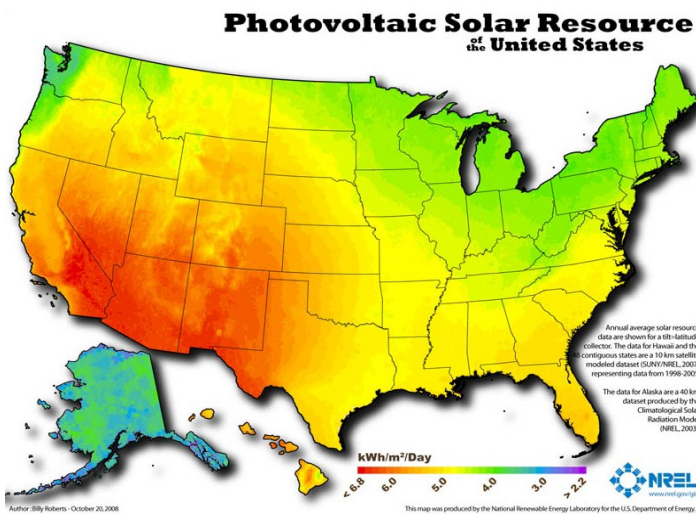 Photovoltaic Solar Resource
of the United States
Annual average solar resourc
data are shown for a tilt=latitud
collector. The data for Hawaii and th
48 contiguous states are a 10 km satellit
modeled dataset (SUNY/NREL, 2007
representing data from 1998-200
The data for Alaska are a 40 km
dataset produced by th
Climatological Sola
Radiation Mode
(NREL, 2003
kWh/m²/Day
< 6.8
6.0
5.0
4.0
3.0
> 2.2
NREL
Author : Billy Roberts - October 20, 2008
This map was produced by the National Renewable Energy Laboratory for the U.S. Department of Energy